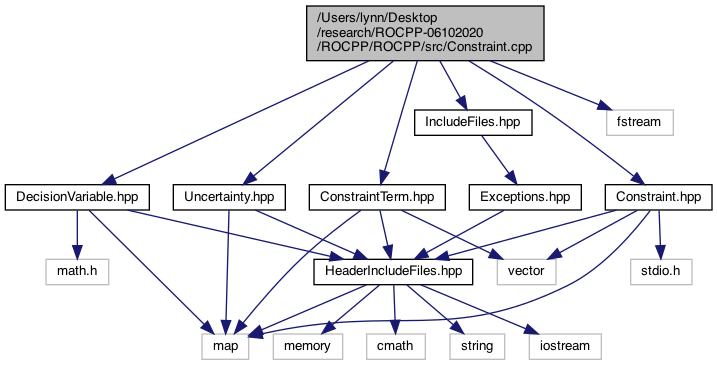 /Users/lynn/Desktop
/research/ROCPP-06102020
/ROCPP/ROCPP/src/Constraint.cpp
IncludeFiles.hpp
fstream
DecisionVariable.hpp
Uncertainty.hpp
ConstraintTerm.hpp
Exceptions.hpp
Constraint.hpp
math.h
HeaderIncludeFiles.hpp
vector
stdio.h
map
memory
cmath
string
iostream